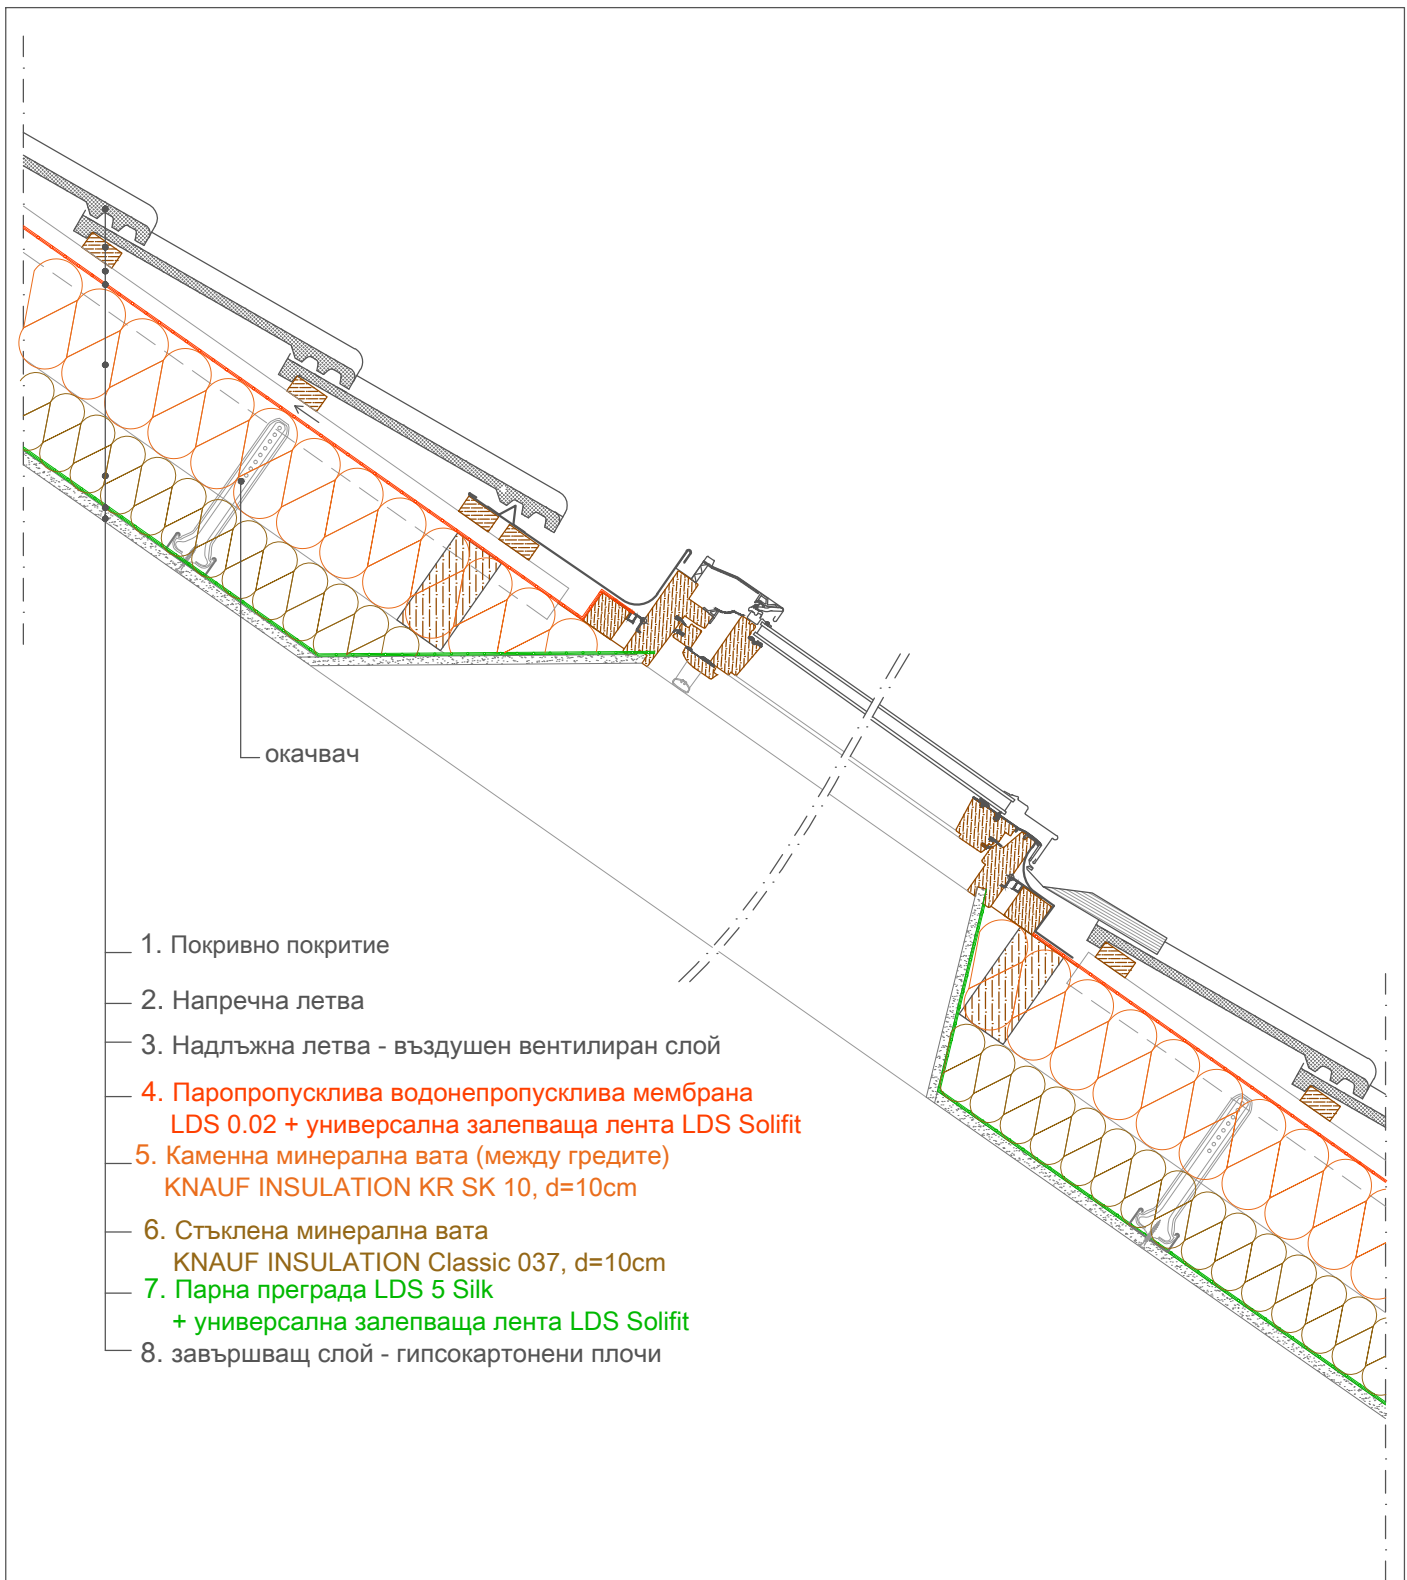 окачвач
1. Покривно покритие
2. Напречна летва
3. Надлъжна летва - въздушен вентилиран слой
4. Паропропусклива водонепропусклива мембрана
LDS 0.02 + универсална залепваща лента LDS Solifit
5. Каменна минерална вата (между гредите)
KNAUF INSULATION KR SK 10, d=10cm
6. Стъклена минерална вата
KNAUF INSULATION Classic 037, d=10cm
7. Парна преграда LDS 5 Silk
+ универсална залепваща лента LDS Solifit
8. завършващ слой - гипсокартонени плочи